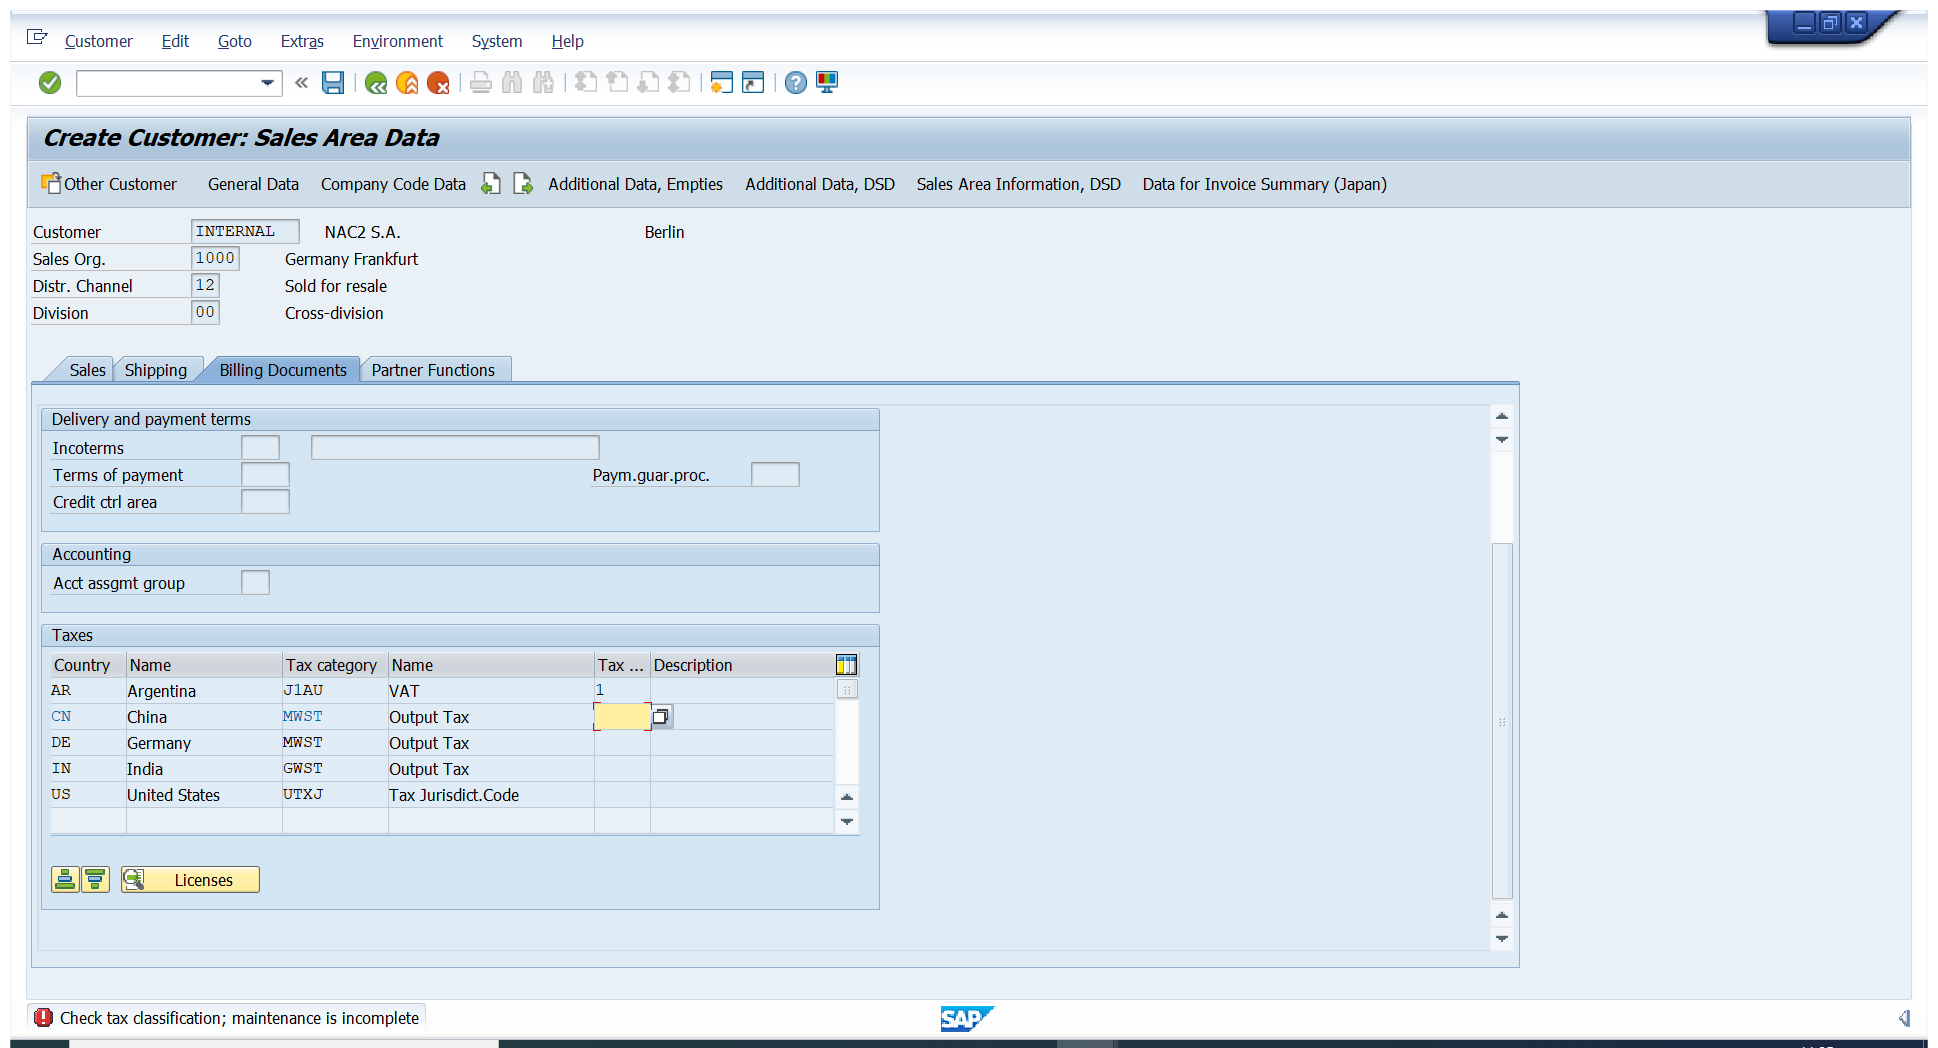 Customer Edit Goto Extras Environment System Help
Create Customer: Sales Area Data
Other Customer General Data Company Code Data Additional Data, Empties Additional Data, DSD Sales Area Information, DSD Data for Invoice Summary (Japan)
Customer INTERNAL NAC2 S.A. Berlin
Sales Org. 1000 Germany Frankfurt
Distr. Channel 12 Sold for resale
Division 00 Cross-division
Sales Shipping Billing Documents Partner Functions
Delivery and payment terms
Incoterms
Terms of payment Paym.guar.proc.
Credit ctrl area
Accounting
Acct assgmt group
Taxes
Country Name Tax category Name Tax ... Description
AR Argentina J1AU VAT 1
CN China MWST Output Tax
DE Germany MWST Output Tax
IN India GWST Output Tax
US United States UTXJ Tax Jurisdict.Code
Licenses
Check tax classification; maintenance is incomplete
SAP